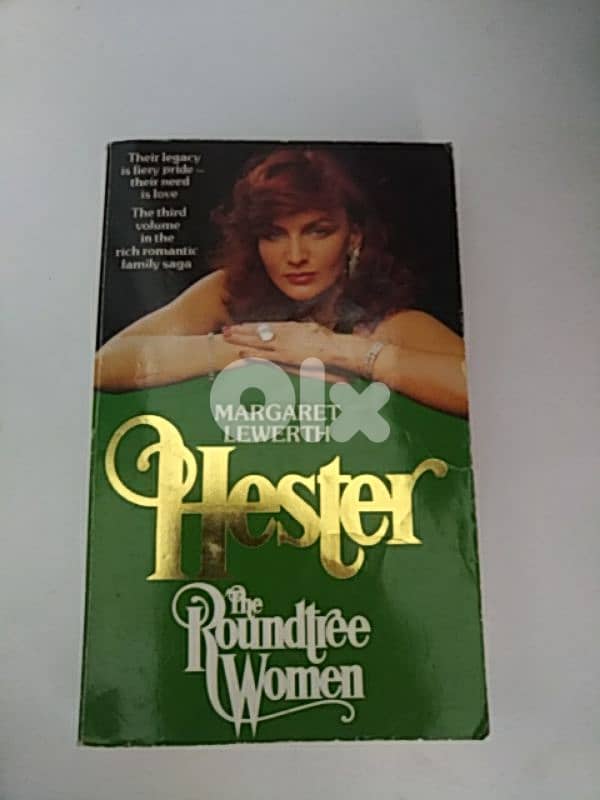 Their legacy
is fiery pride –
their need
is love
The third
volume
in the
rich romantic
family saga
olx
MARGARET
LEWERTH
Hester
The
Roundtree
Women